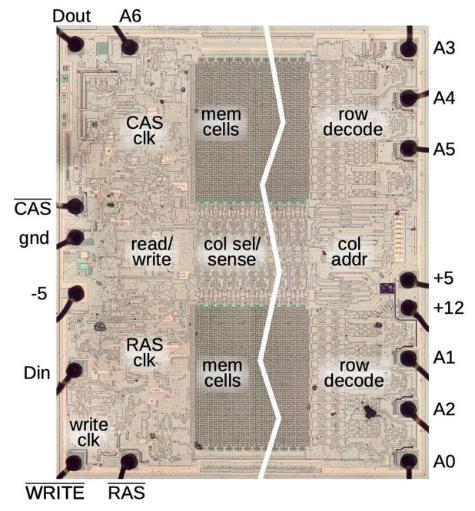 Dout
A6
A3
A4
A5
CAS
clk
mem
cells
row
decode
CAS
gnd
-5
read/
write
col sel/
sense
col
addr
+5
+12
RAS
clk
mem
cells
row
decode
Din
A1
A2
A0
write
clk
WRITE
RAS